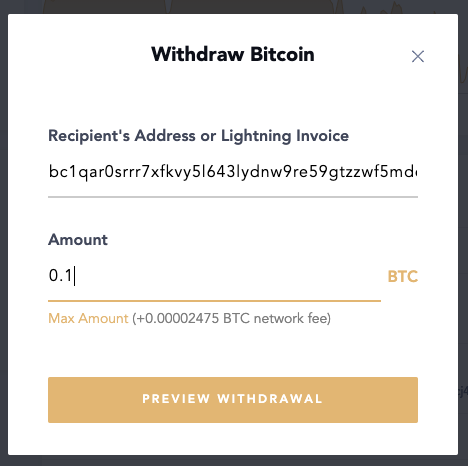 Withdraw Bitcoin
Recipient's Address or Lightning Invoice
bc1qar0srrr7xfkvy5l643lydnw9re59gtzzwf5md
Amount
0.1 BTC
Max Amount (+0.00002475 BTC network fee)
PREVIEW WITHDRAWAL